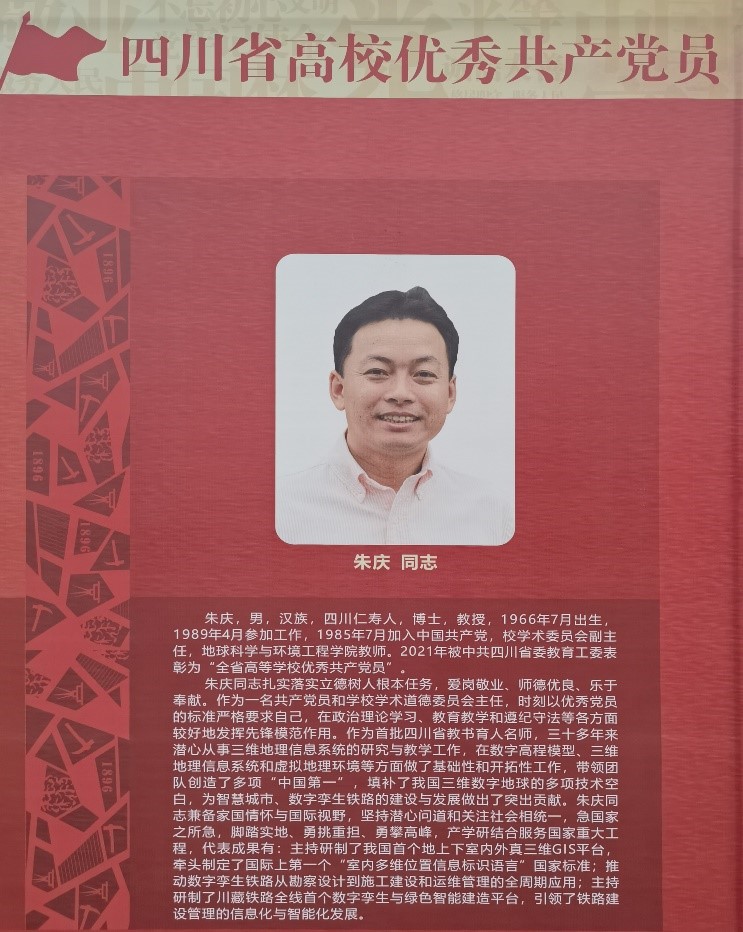 四川省高校优秀共产党员
1896
1896
1896
朱庆 同志
朱庆，男，汉族，四川仁寿人，博士，教授，1966年7月出生，
1989年4月参加工作，1985年7月加入中国共产党，校学术委员会副主
任，地球科学与环境工程学院教师。2021年被中共四川省委教育工委表
彰为“全省高等学校优秀共产党员”。
朱庆同志扎实落实立德树人根本任务，爱岗敬业、师德优良、乐于
奉献。作为一名共产党员和学校学术道德委员会主任，时刻以优秀党员
的标准严格要求自己，在政治理论学习、教育教学和遵纪守法等各方面
较好地发挥先锋模范作用。作为首批四川省教书育人名师，三十多年来
潜心从事三维地理信息系统的研究与教学工作，在数字高程模型、三维
地理信息系统和虚拟地理环境等方面做了基础性和开拓性工作，带领团
队创造了多项“中国第一”，填补了我国三维数字地球的多项技术空
白，为智慧城市、数字孪生铁路的建设与发展做出了突出贡献。朱庆同
志兼备家国情怀与国际视野，坚持潜心问道和关注社会相统一，急国家
之所急，脚踏实地、勇挑重担、勇攀高峰，产学研结合服务国家重大工
程，代表成果有：主持研制了我国首个地上下室内外真三维GIS平台，
牵头制定了国际上第一个“室内多维位置信息标识语言”国家标准；推
动数字孪生铁路从勘察设计到施工建设和运维管理的全周期应用；主持
研制了川藏铁路全线首个数字孪生与绿色智能建造平台，引领了铁路建
设管理的信息化与智能化发展。